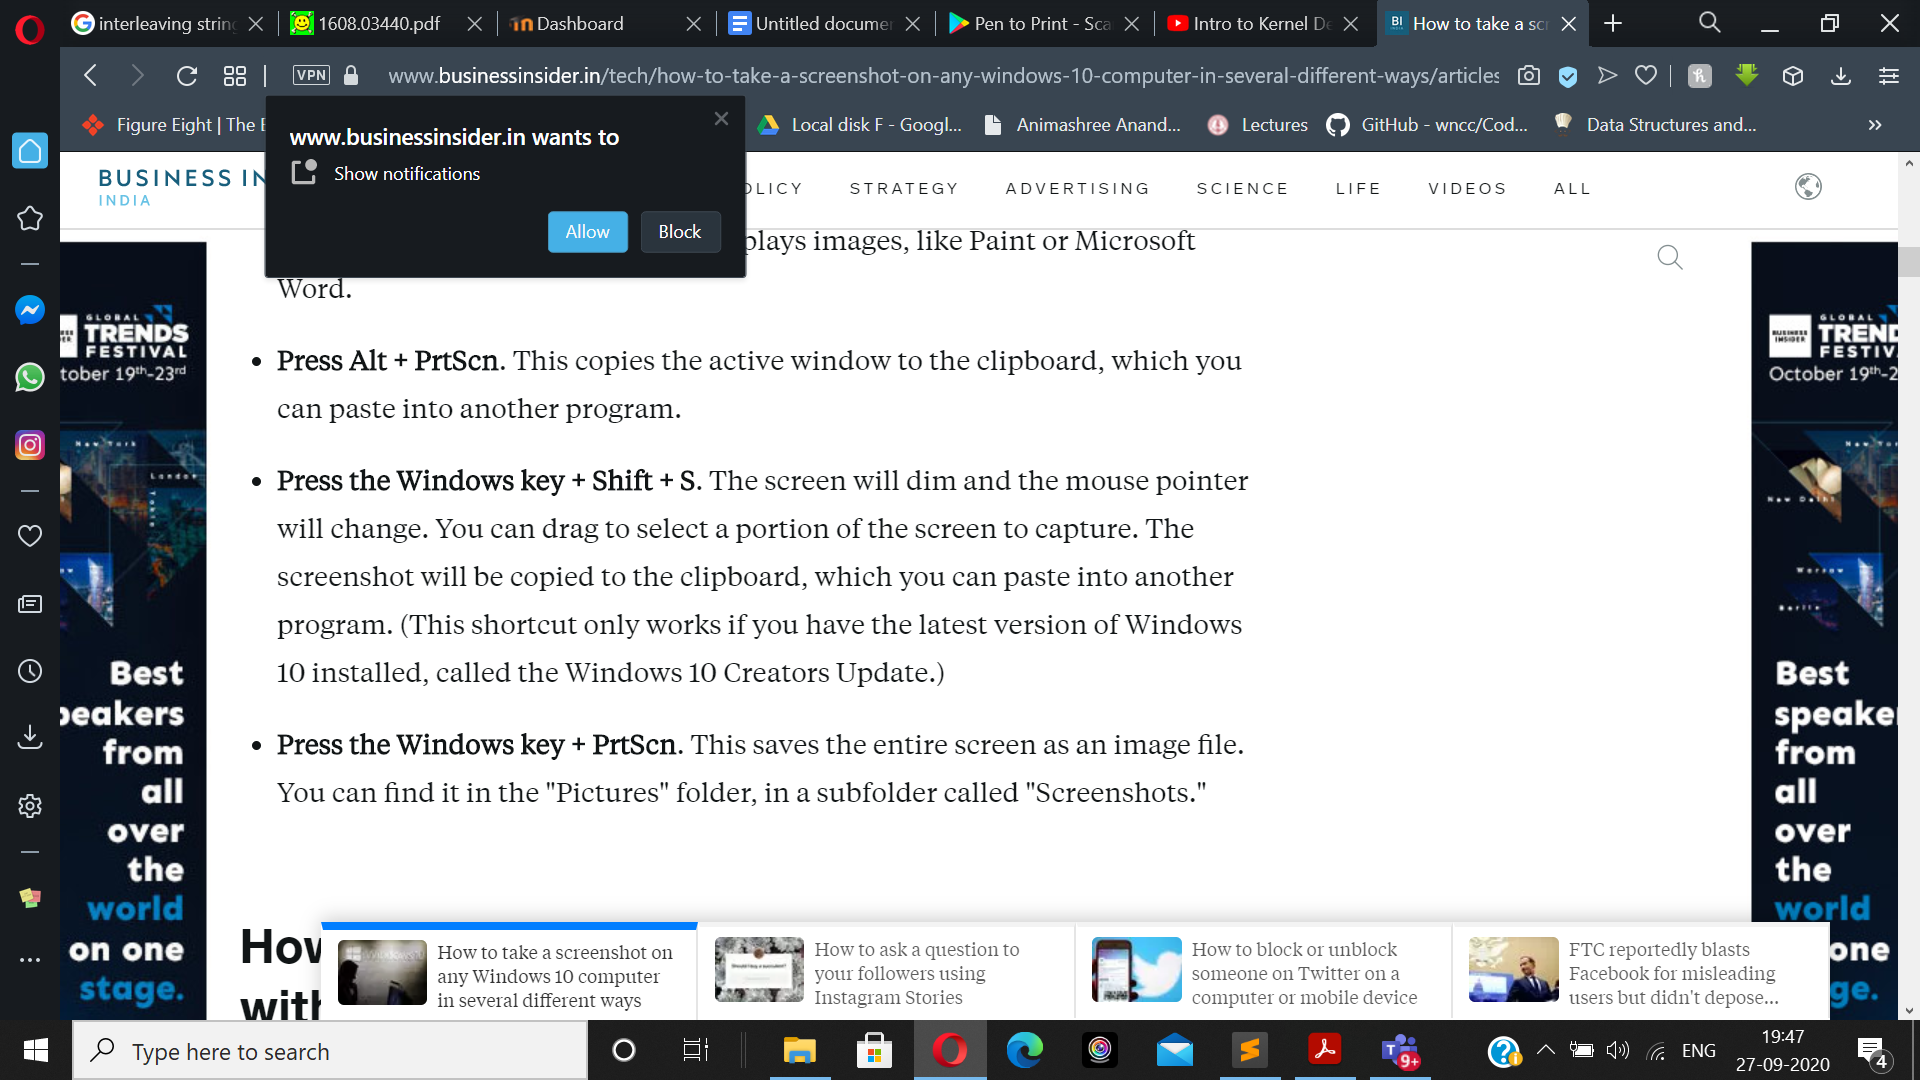 interleaving string
1608.03440.pdf
Dashboard
Untitled documen
Pen to Print - Sca
Intro to Kernel De
How to take a scr
VPN
www.businessinsider.in/tech/how-to-take-a-screenshot-on-any-windows-10-computer-in-several-different-ways/articles
Figure Eight | The E
Local disk F - Googl...
Animashree Anand...
Lectures
GitHub - wncc/Cod...
Data Structures and...
»
www.businessinsider.in wants to
Show notifications
Allow
Block
BUSINESS IN
INDIA
OLICY
STRATEGY
ADVERTISING
SCIENCE
LIFE
VIDEOS
ALL
plays images, like Paint or Microsoft
Word.
• Press Alt + PrtScn. This copies the active window to the clipboard, which you
can paste into another program.
• Press the Windows key + Shift + S. The screen will dim and the mouse pointer
will change. You can drag to select a portion of the screen to capture. The
screenshot will be copied to the clipboard, which you can paste into another
program. (This shortcut only works if you have the latest version of Windows
10 installed, called the Windows 10 Creators Update.)
• Press the Windows key + PrtScn. This saves the entire screen as an image file.
You can find it in the "Pictures" folder, in a subfolder called "Screenshots."
How
with
GLOBAL
TRENDS
FESTIVAL
tober 19th-23rd
New York
London
Best
peakers
from
all
over
the
world
on one
stage.
BUSINESS
INSIDER
GLOBAL
TREND
FESTIV
October 19th-2
New Delhi
Warsaw
Berlin
Best
speake
from
all
over
the
world
one
ge.
How to take a screenshot on
any Windows 10 computer
in several different ways
How to ask a question to
your followers using
Instagram Stories
How to block or unblock
someone on Twitter on a
computer or mobile device
FTC reportedly blasts
Facebook for misleading
users but didn't depose...
Type here to search
9+
ENG
19:47
27-09-2020
4